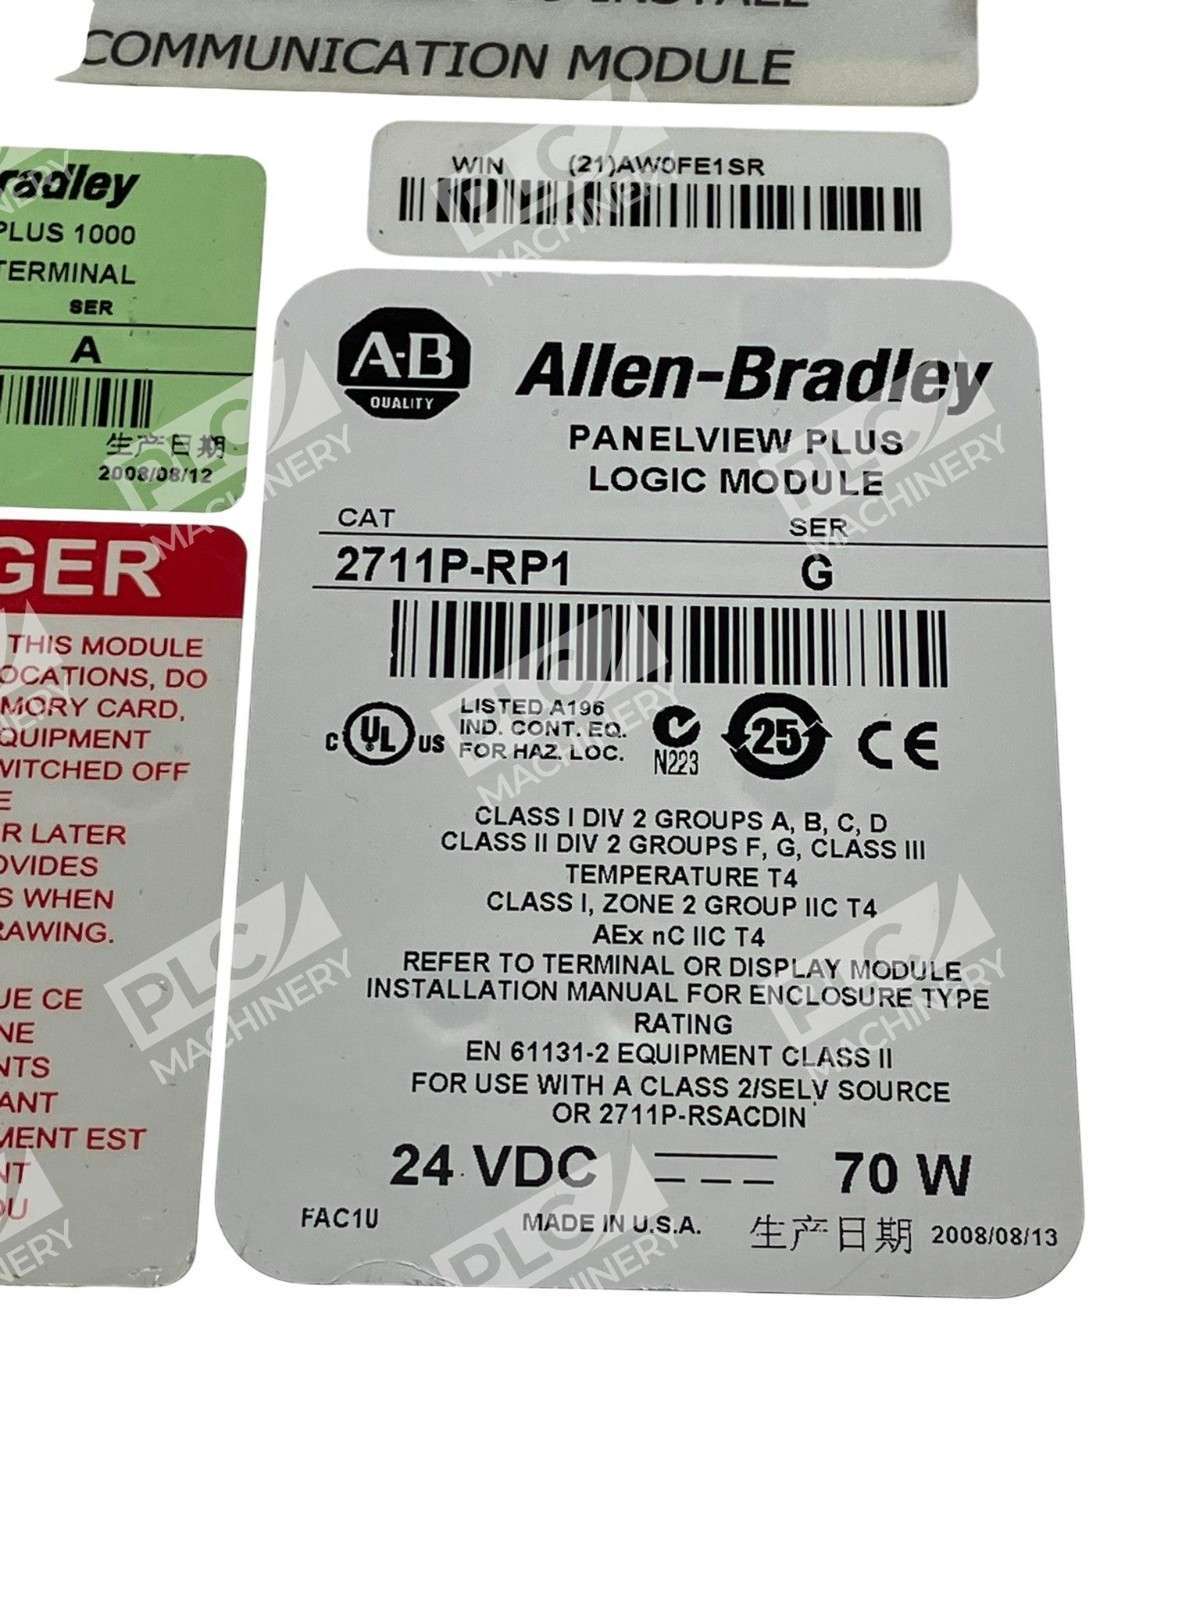 COMMUNICATION MODULE
WIN (21)AW0FE1SR
radley
PLUS 1000
TERMINAL
SER
A
生产日期
2008/08/12
A-B
QUALITY
Allen-Bradley
PANELVIEW PLUS
LOGIC MODULE
CAT SER
2711P-RP1 G
C UL US
LISTED A196
IND. CONT. EQ.
FOR HAZ. LOC.
N223
25
CE
CLASS I DIV 2 GROUPS A, B, C, D
CLASS II DIV 2 GROUPS F, G, CLASS III
TEMPERATURE T4
CLASS I, ZONE 2 GROUP IIC T4
AEx nC IIC T4
REFER TO TERMINAL OR DISPLAY MODULE
INSTALLATION MANUAL FOR ENCLOSURE TYPE
RATING
EN 61131-2 EQUIPMENT CLASS II
FOR USE WITH A CLASS 2/SELV SOURCE
OR 2711P-RSACDIN
24 VDC 70 W
FAC1U MADE IN U.S.A. 生产日期 2008/08/13
GER
THIS MODULE
OCATIONS, DO
MORY CARD,
QUIPMENT
WITCHED OFF
E
R LATER
OVIDES
S WHEN
RAWING.
UE CE
NE
NTS
ANT
MENT EST
NT
OU
PLC MACHINERY